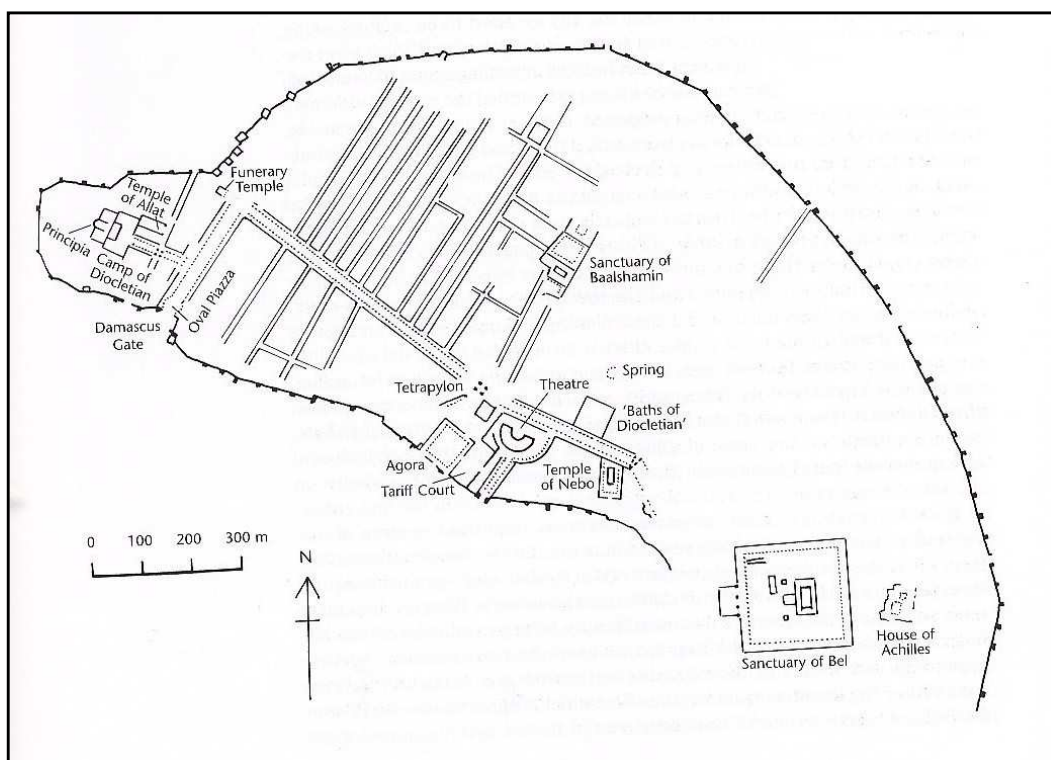 Funerary
Temple
Temple
of Allat
Principia
Camp of
Diocletian
Oval Piazza
Damascus
Gate
Sanctuary of
Baalshamin
Spring
Tetrapylon
Theatre
'Baths of
Diocletian'
Agora
Tariff Court
Temple
of Nebo
0 100 200 300 m
N
Sanctuary of Bel
House of
Achilles